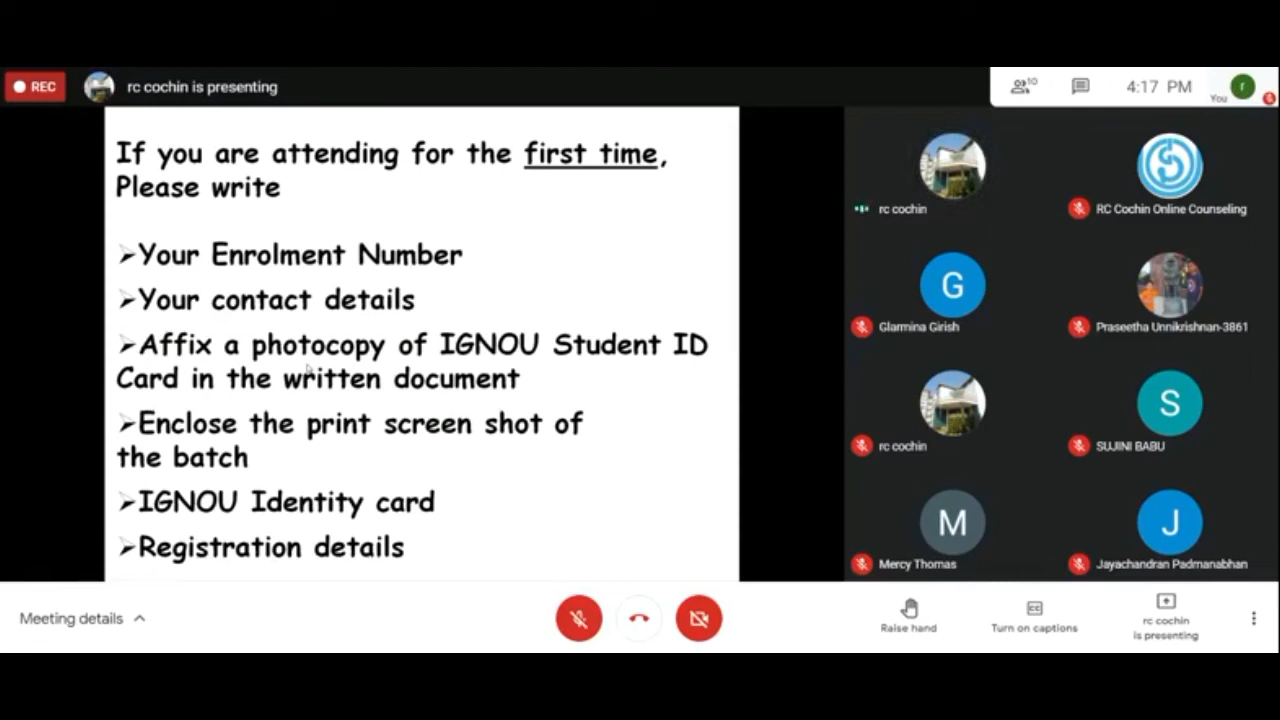 REC
rc cochin is presenting
10
4:17 PM
You
r
If you are attending for the first time,
Please write
➢Your Enrolment Number
➢Your contact details
➢Affix a photocopy of IGNOU Student ID
Card in the written document
➢Enclose the print screen shot of
the batch
➢IGNOU Identity card
➢Registration details
rc cochin
RC Cochin Online Counseling
G
Glarmina Girish
Praseetha Unnikrishnan-3861
rc cochin
S
SUJINI BABU
M
Mercy Thomas
J
Jayachandran Padmanabhan
Meeting details
Raise hand
CC
Turn on captions
rc cochin
is presenting